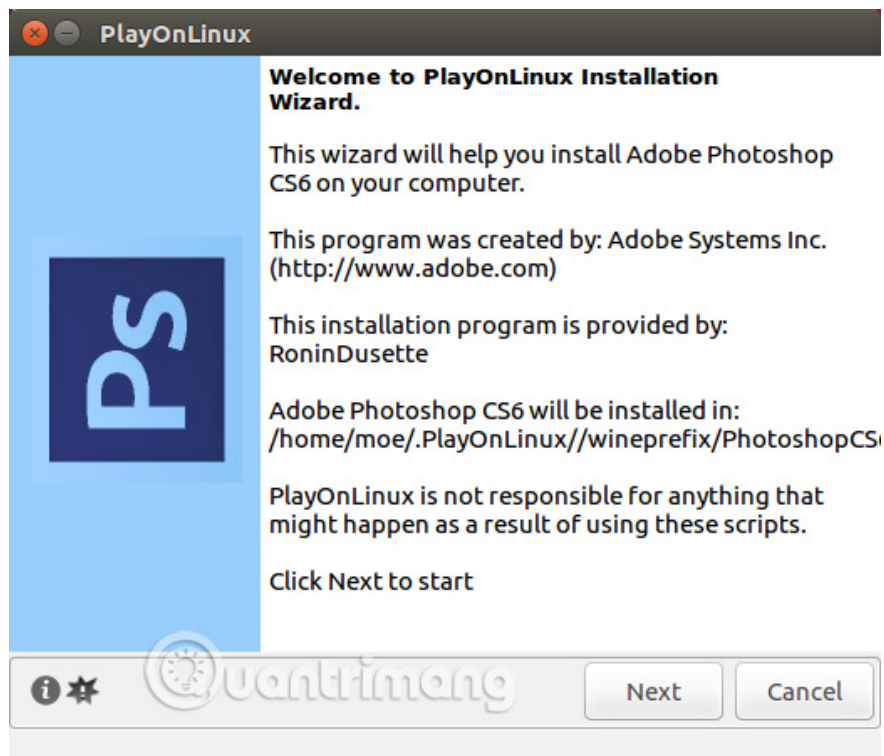 PlayOnLinux
Welcome to PlayOnLinux Installation
Wizard.
This wizard will help you install Adobe Photoshop
CS6 on your computer.
This program was created by: Adobe Systems Inc.
(http://www.adobe.com)
This installation program is provided by:
RoninDusette
Adobe Photoshop CS6 will be installed in:
/home/moe/.PlayOnLinux//wineprefix/PhotoshopCS
PlayOnLinux is not responsible for anything that
might happen as a result of using these scripts.
Click Next to start
Ps
Quantrimang
Next
Cancel